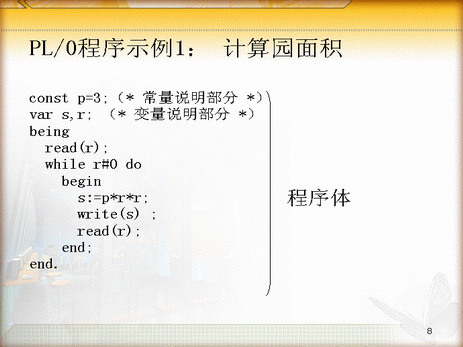 PL/0程序示例1： 计算园面积
const p=3;（* 常量说明部分 *）
var s,r; （* 变量说明部分 *）
being
read(r);
while r#0 do
begin
s:=p*r*r;
write(s) ;
read(r);
end;
end.
程序体
8